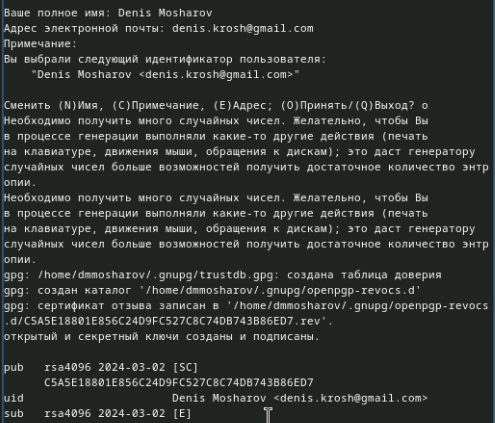 Ваше полное имя: Denis Mosharov
Адрес электронной почты: denis.krosh@gmail.com
Примечание:
Вы выбрали следующий идентификатор пользователя:
"Denis Mosharov <denis.krosh@gmail.com>"
Сменить (N)Имя, (C)Примечание, (E)Адрес; (O)Принять/(Q)Выход? o
Необходимо получить много случайных чисел. Желательно, чтобы Вы
в процессе генерации выполняли какие-то другие действия (печать
на клавиатуре, движения мыши, обращения к дискам); это даст генератору
случайных чисел больше возможностей получить достаточное количество энтр
опии.
Необходимо получить много случайных чисел. Желательно, чтобы Вы
в процессе генерации выполняли какие-то другие действия (печать
на клавиатуре, движения мыши, обращения к дискам); это даст генератору
случайных чисел больше возможностей получить достаточное количество энтр
опии.
gpg: /home/dmmosharov/.gnupg/trustdb.gpg: создана таблица доверия
gpg: создан каталог '/home/dmmosharov/.gnupg/openpgp-revocs.d'
gpg: сертификат отзыва записан в '/home/dmmosharov/.gnupg/openpgp-revocs
.d/C5A5E18801E856C24D9FC527C8C74DB743B86ED7.rev'.
открытый и секретный ключи созданы и подписаны.
pub   rsa4096 2024-03-02 [SC]
C5A5E18801E856C24D9FC527C8C74DB743B86ED7
uid                      Denis Mosharov <denis.krosh@gmail.com>
sub   rsa4096 2024-03-02 [E]